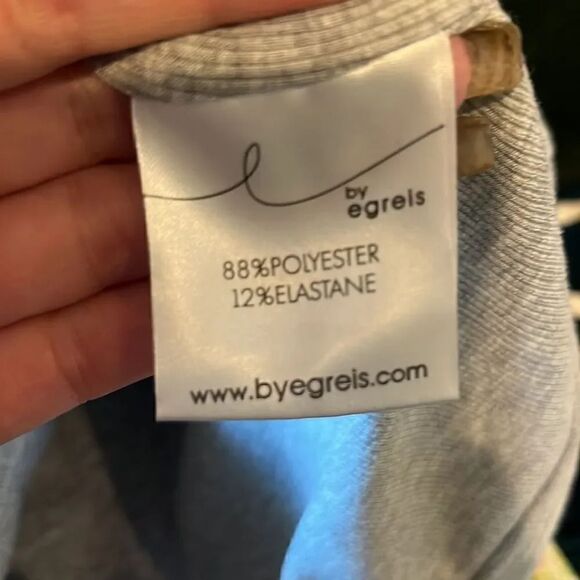 by
egreis
88%POLYESTER
12%ELASTANE
www.byegreis.com